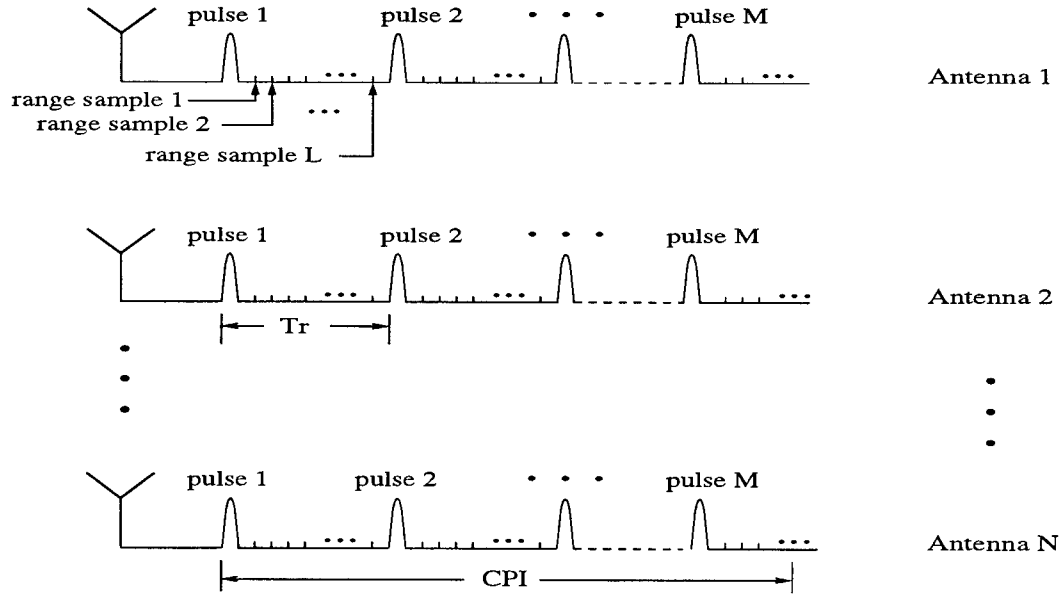 pulse 1 pulse 2 pulse M
Antenna 1
range sample 1
range sample 2
range sample L
pulse 1 pulse 2 pulse M
Antenna 2
Tr
pulse 1 pulse 2 pulse M
Antenna N
CPI